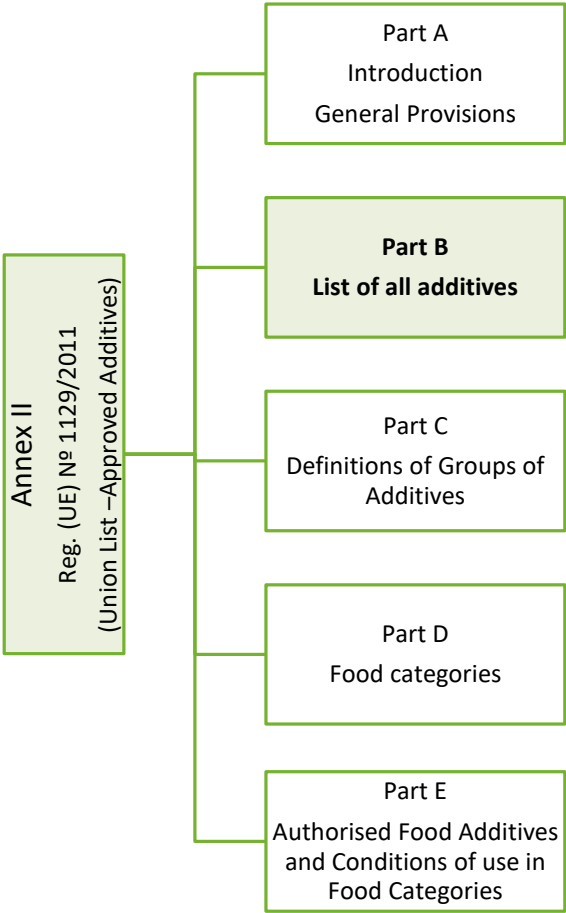 Annex II
Reg. (UE) Nº 1129/2011
(Union List –Approved Additives)
Part A
Introduction
General Provisions
Part B
List of all additives
Part C
Definitions of Groups of
Additives
Part D
Food categories
Part E
Authorised Food Additives
and Conditions of use in
Food Categories